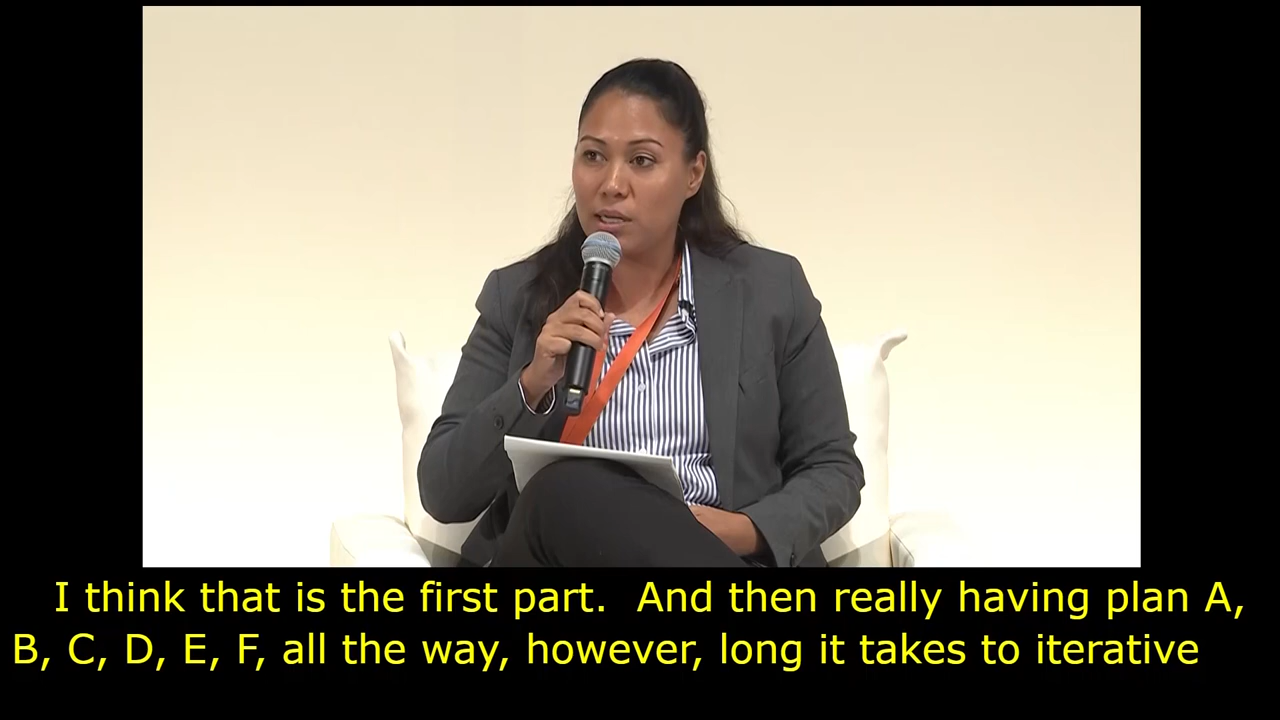 I think that is the first part.  And then really having plan A,
B, C, D, E, F, all the way, however, long it takes to iterative